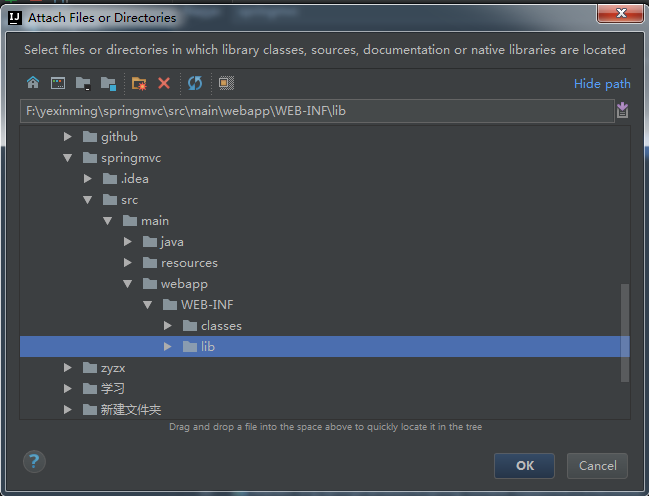 Attach Files or Directories
Select files or directories in which library classes, sources, documentation or native libraries are located
Hide path
F:\yexinming\springmvc\src\main\webapp\WEB-INF\lib
github
springmvc
.idea
src
main
java
resources
webapp
WEB-INF
classes
lib
zyzx
学习
新建文件夹
Drag and drop a file into the space above to quickly locate it in the tree
?
OK
Cancel